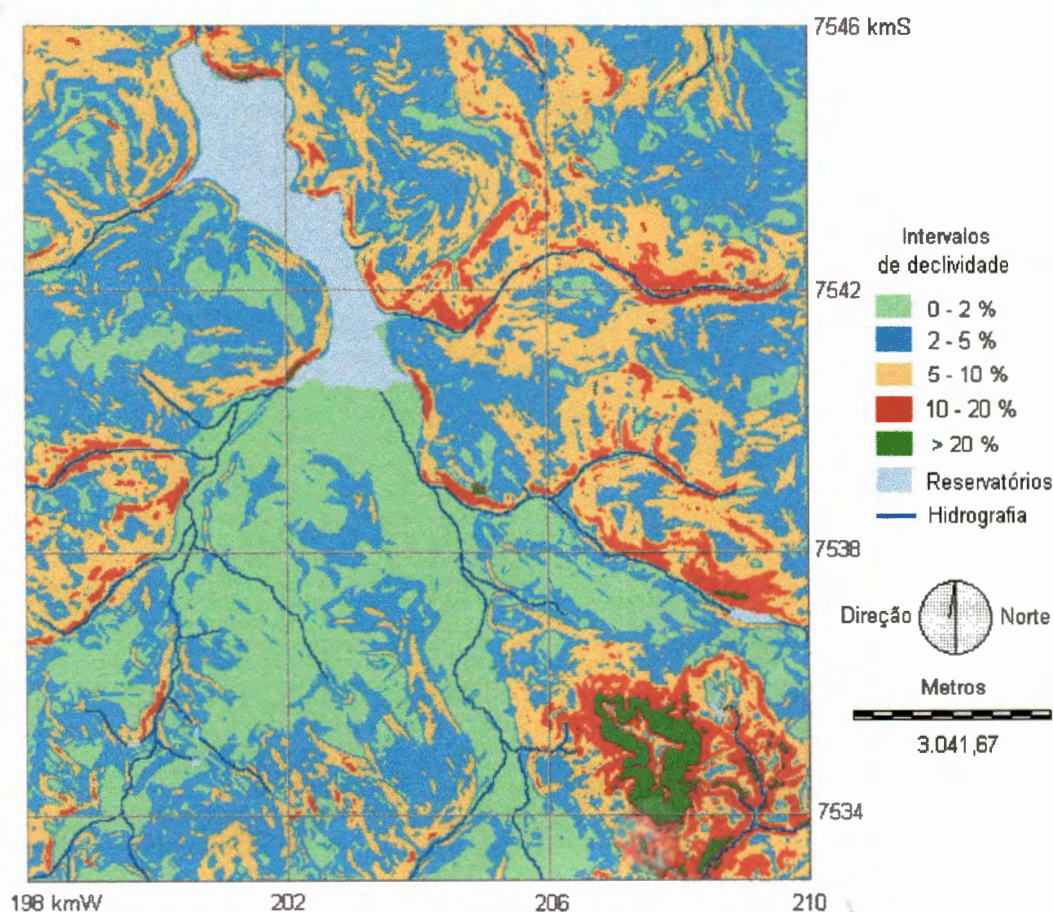 7546 kmS
7542
7538
7534
198 kmW
202
206
210
Intervalos
de declividade
0 - 2 %
2 - 5 %
5 - 10 %
10 - 20 %
> 20 %
Reservatórios
Hidrografia
Direção
Norte
Metros
3.041,67